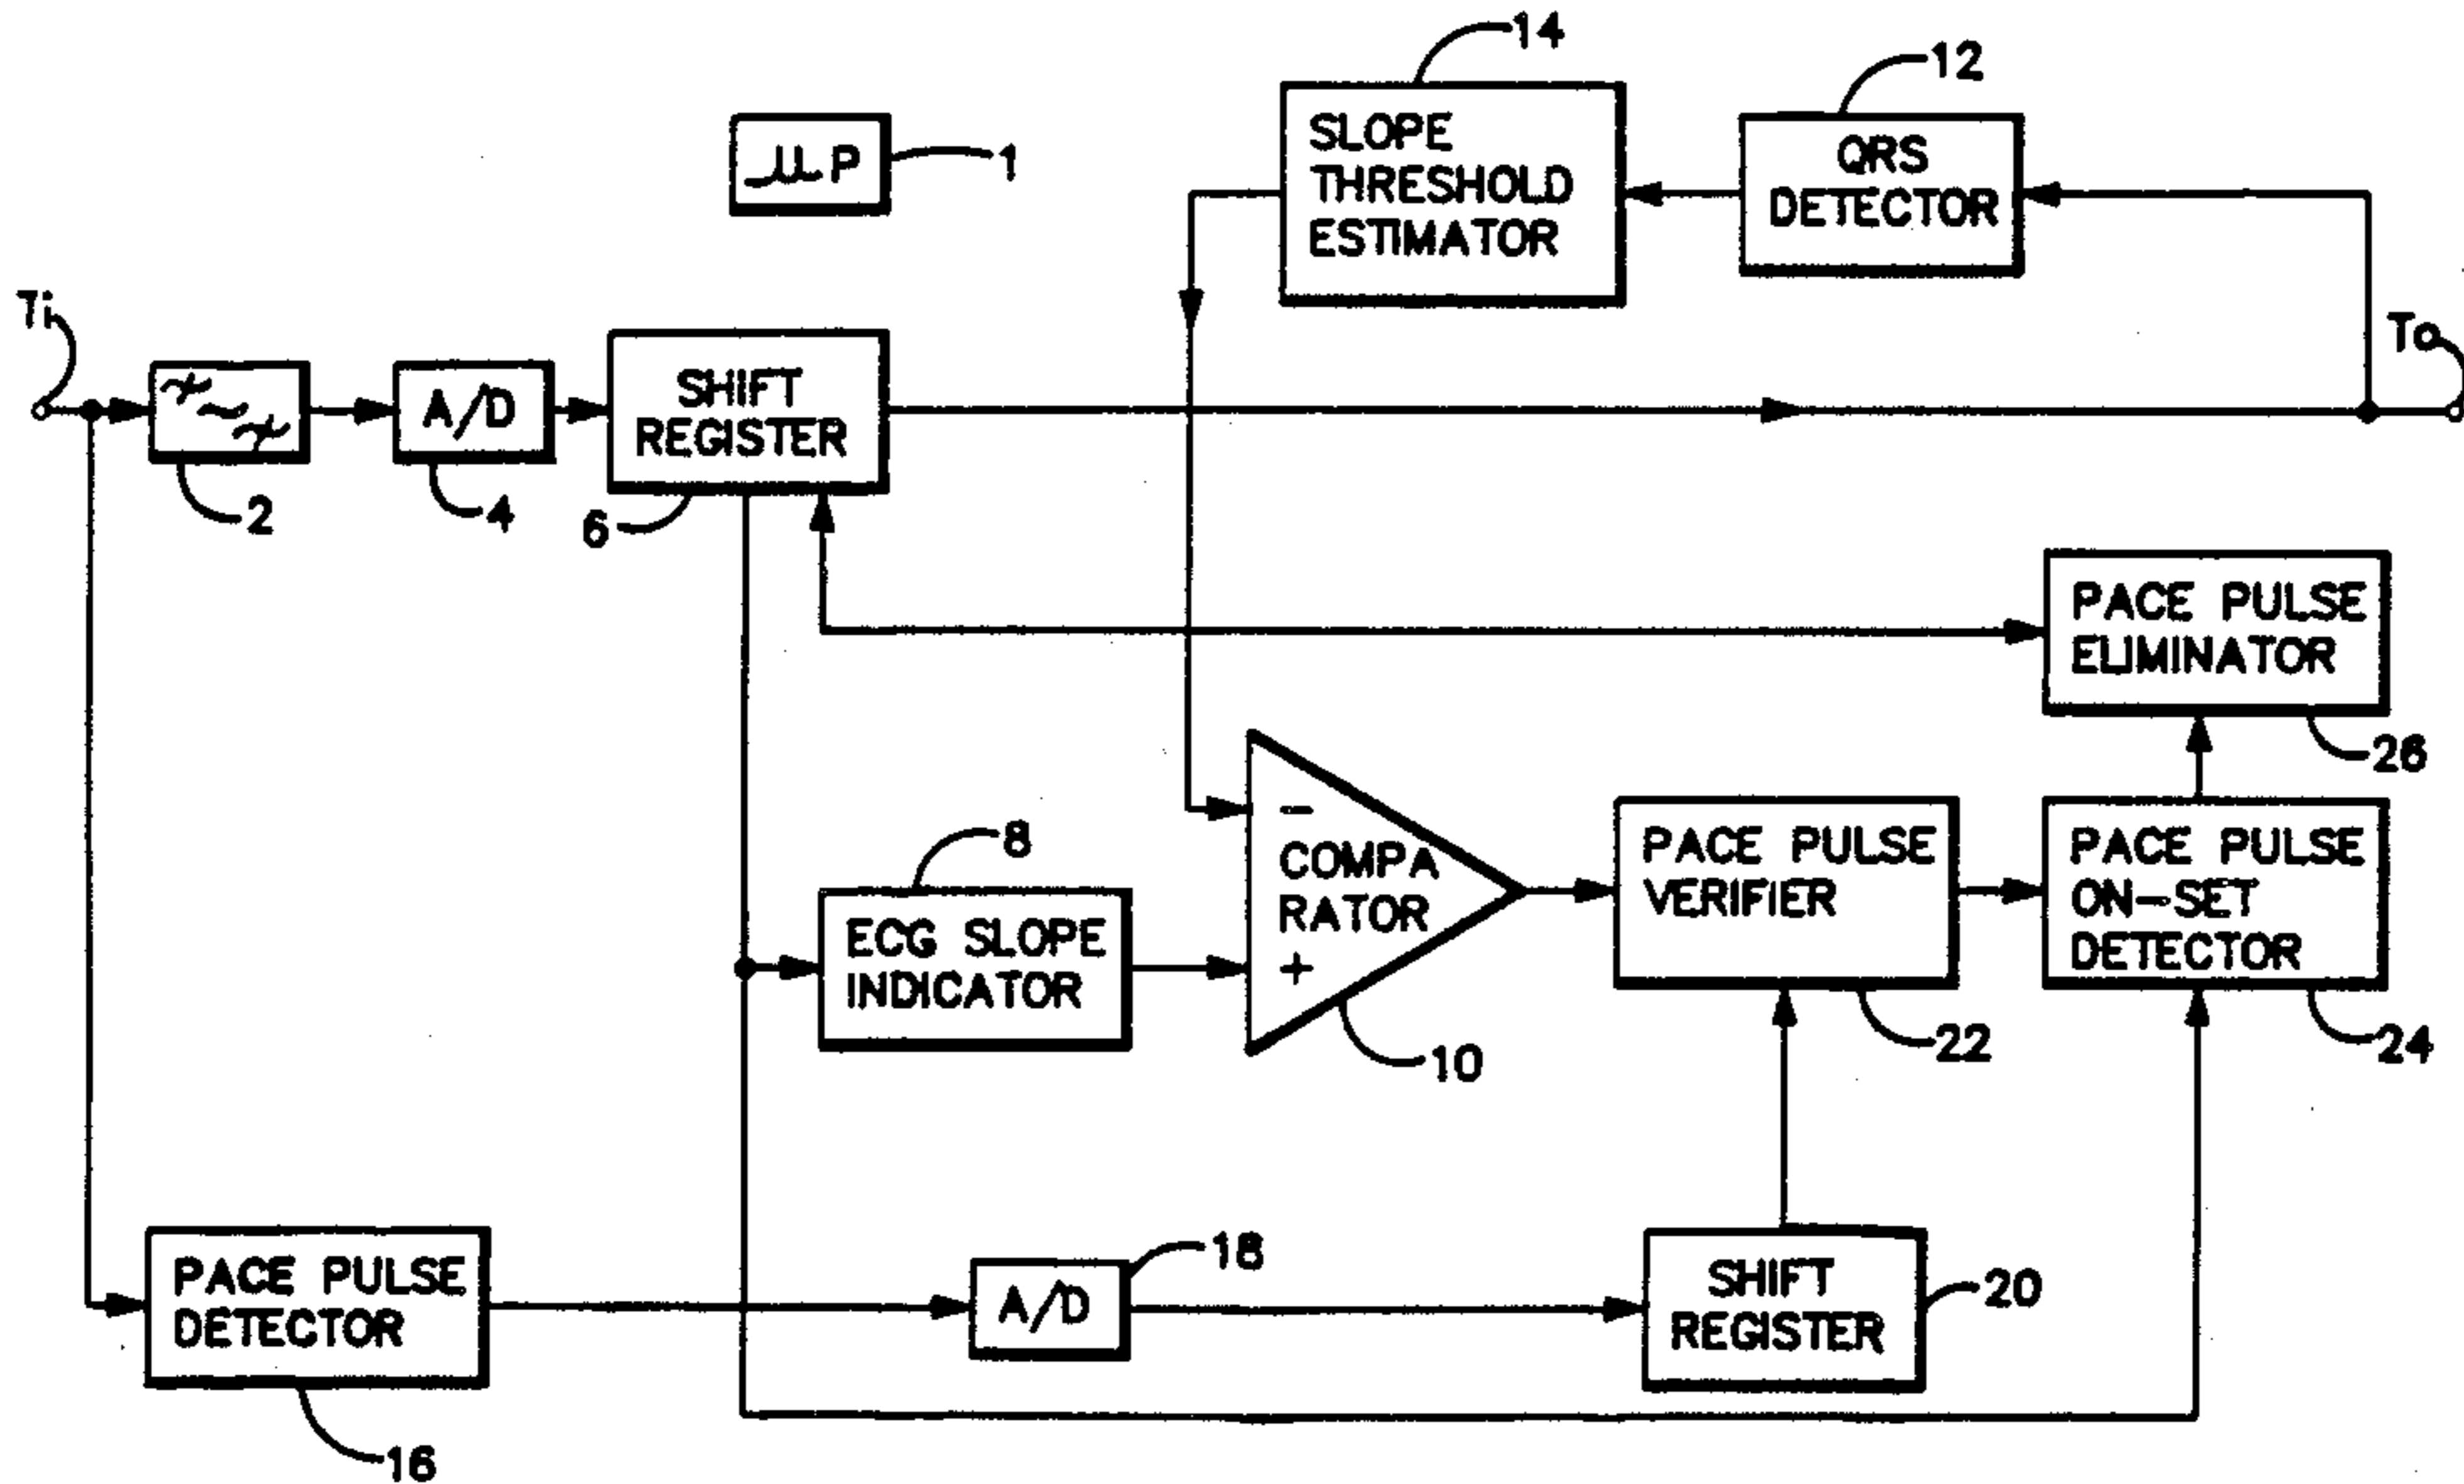 14
12
SLOPE
THRESHOLD
ESTIMATOR
QRS
DETECTOR
µP
1
Ti
To
A/D
SHIFT
REGISTER
2
4
6
PACE PULSE
ELIMINATOR
26
8
ECG SLOPE
INDICATOR
−
COMPA
RATOR
+
10
PACE PULSE
VERIFIER
22
PACE PULSE
ON-SET
DETECTOR
24
PACE PULSE
DETECTOR
16
18
A/D
SHIFT
REGISTER
20